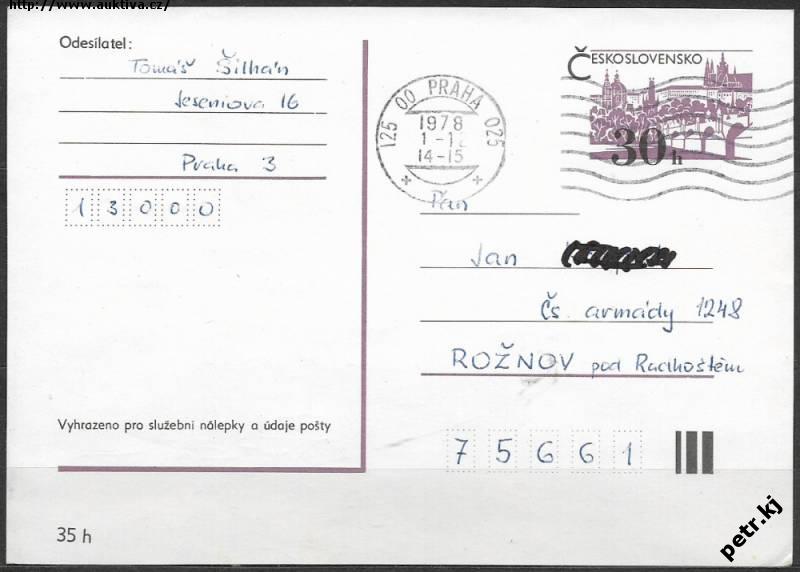 http://www.auktiva.cz/
Odesílatel:
Tomáš Šilhán
Jeseniova 16
Praha 3
13000
Vyhrazeno pro služební nálepky a údaje pošty
35 h
ČESKOSLOVENSKO
30 h
125 00 PRAHA 025
1978
1-12
14-15
Pan
Jan
Čs. armády 1248
ROŽNOV pod Radhoštěm
75661
petr.kj